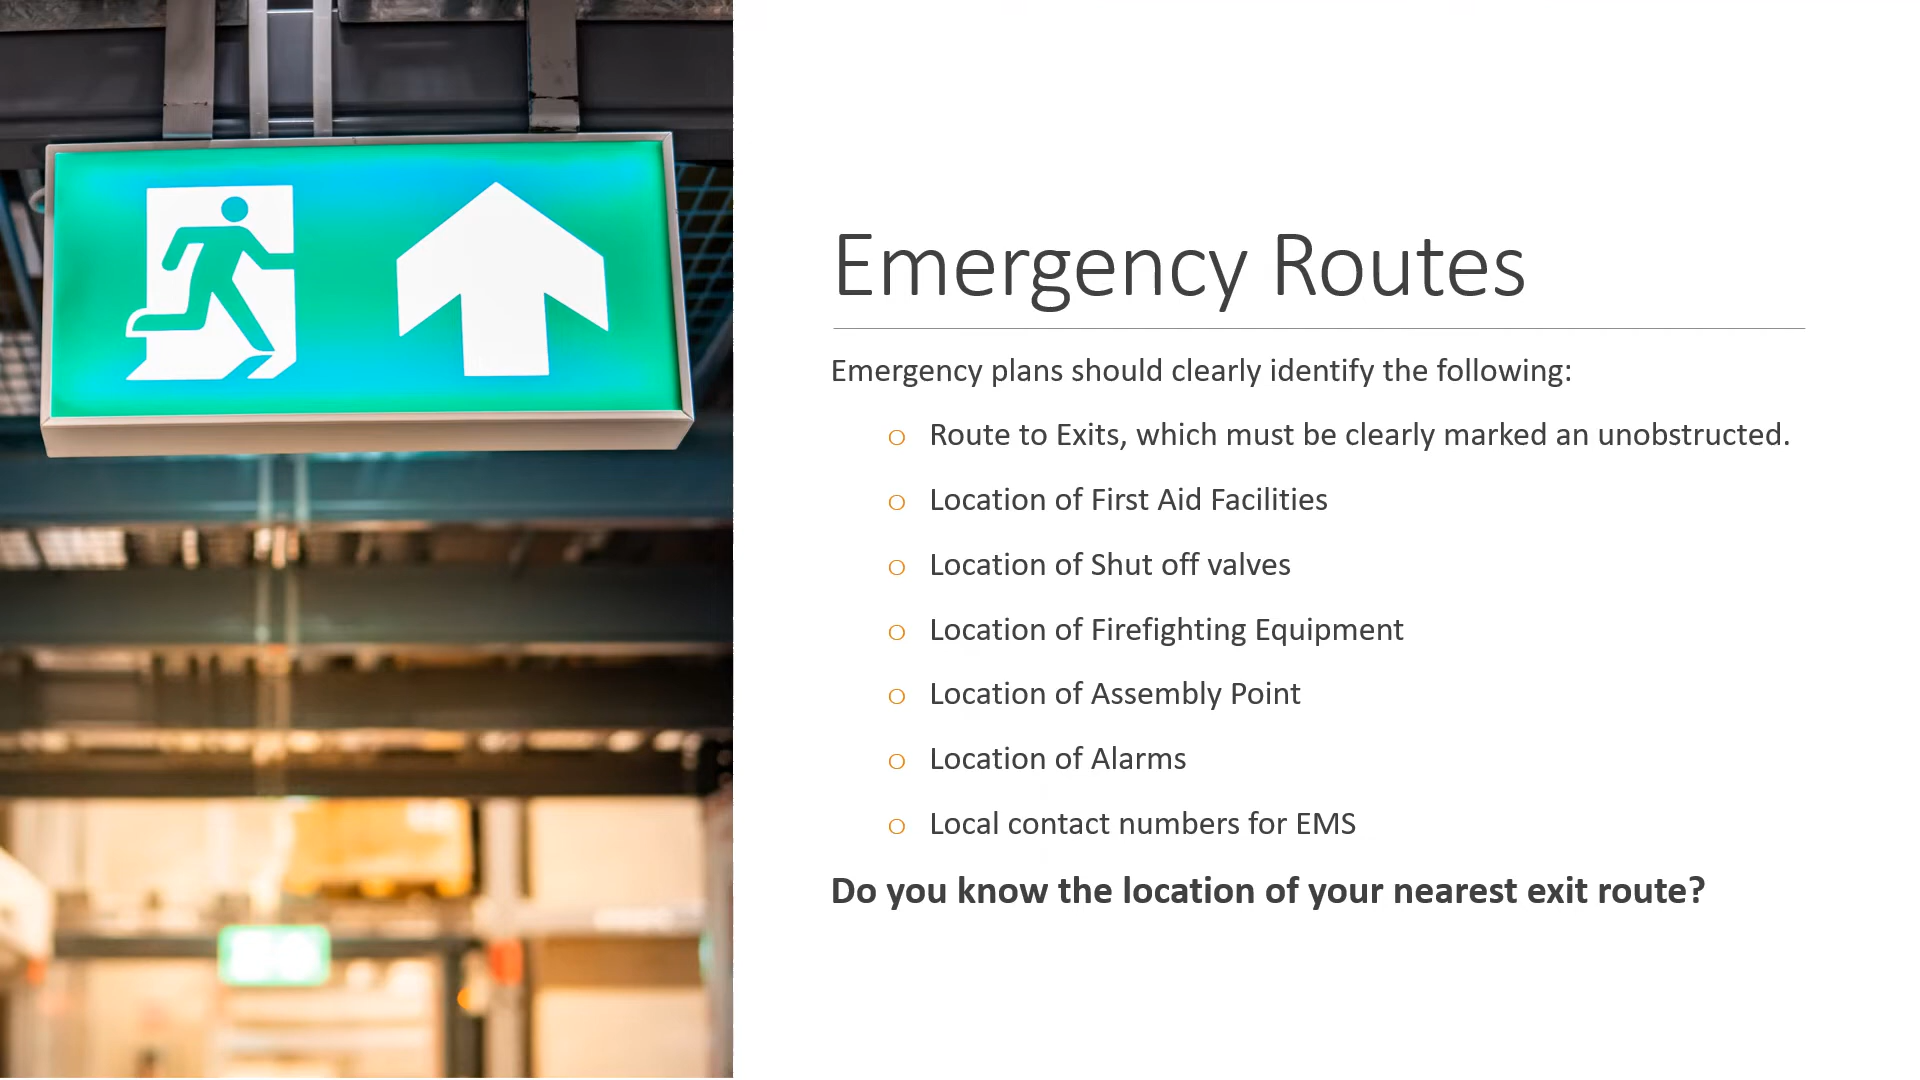 Emergency Routes
Emergency plans should clearly identify the following:
o Route to Exits, which must be clearly marked an unobstructed.
o Location of First Aid Facilities
o Location of Shut off valves
o Location of Firefighting Equipment
o Location of Assembly Point
o Location of Alarms
o Local contact numbers for EMS
Do you know the location of your nearest exit route?